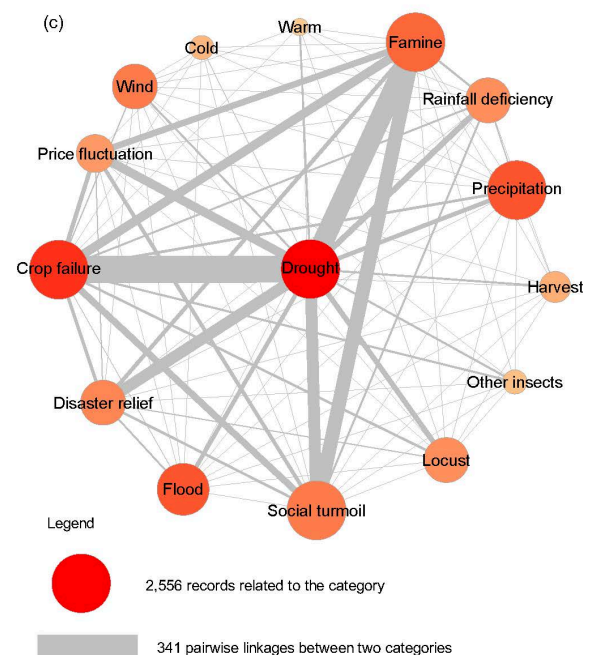 (c)
Warm
Famine
Cold
Wind
Rainfall deficiency
Price fluctuation
Precipitation
Crop failure
Drought
Harvest
Other insects
Disaster relief
Locust
Flood
Social turmoil
Legend
2,556 records related to the category
341 pairwise linkages between two categories